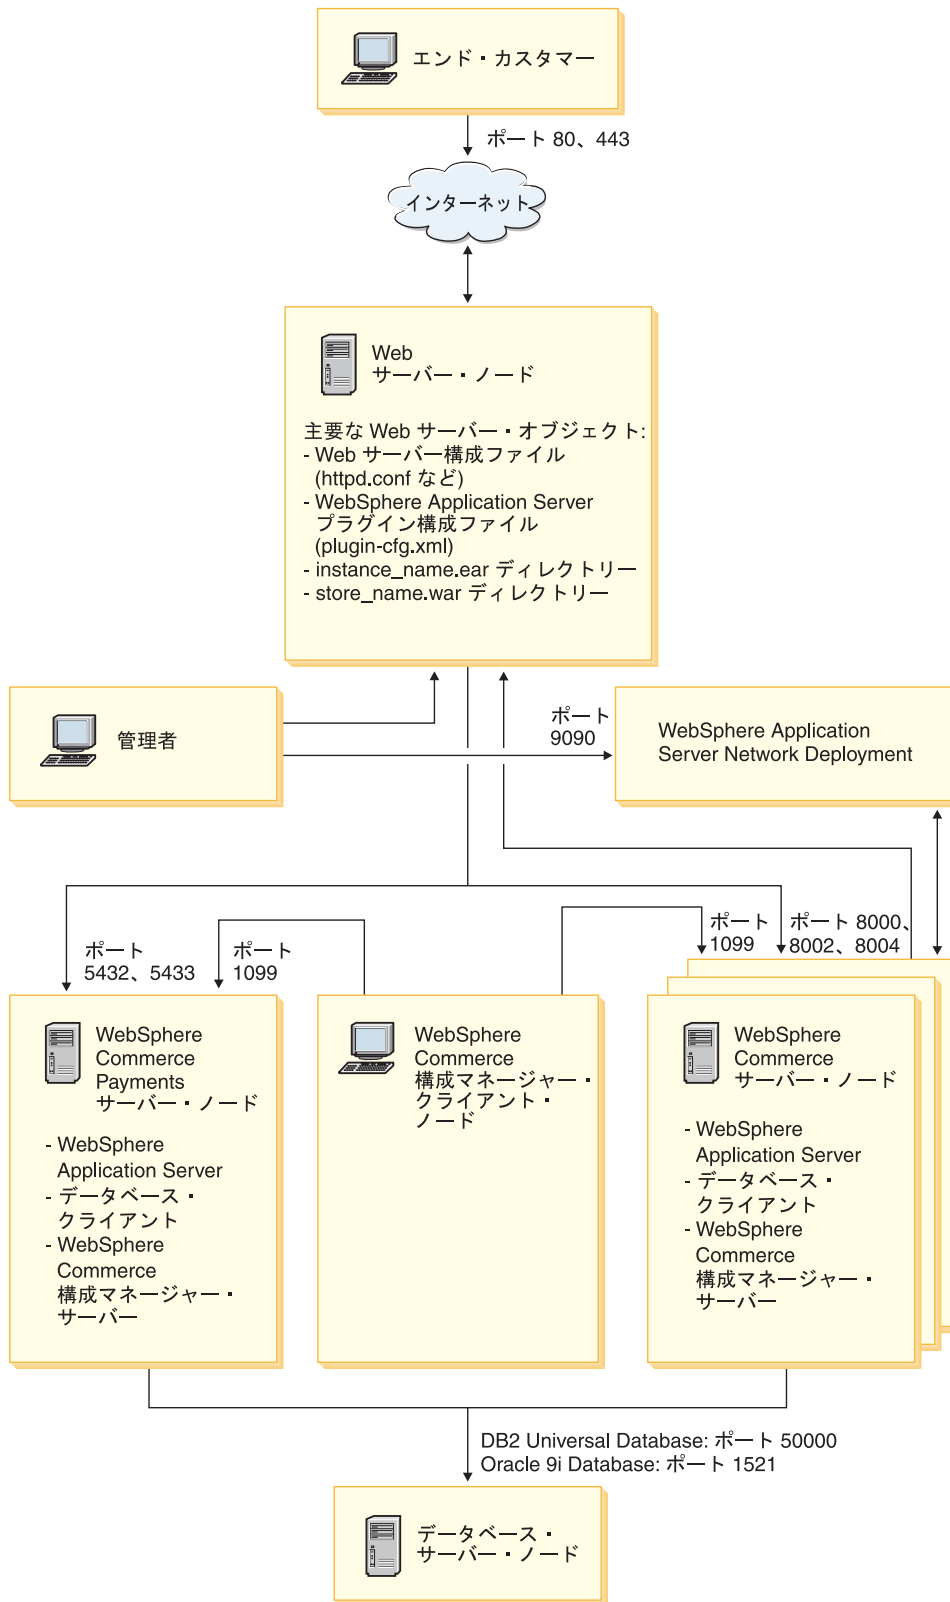 エンド・カスタマー
ポート 80、443
インターネット
Web
サーバー・ノード
主要な Web サーバー・オブジェクト:
- Web サーバー構成ファイル
(httpd.conf など)
- WebSphere Application Server
プラグイン構成ファイル
(plugin-cfg.xml)
- instance_name.ear ディレクトリー
- store_name.war ディレクトリー
管理者
ポート
9090
WebSphere Application
Server Network Deployment
ポート
5432、5433
ポート
1099
ポート
1099
ポート 8000、
8002、8004
WebSphere
Commerce
Payments
サーバー・ノード
- WebSphere
Application Server
- データベース・
クライアント
- WebSphere
Commerce
構成マネージャー・
サーバー
WebSphere
Commerce
構成マネージャー・
クライアント・
ノード
WebSphere
Commerce
サーバー・ノード
- WebSphere
Application Server
- データベース・
クライアント
- WebSphere
Commerce
構成マネージャー・
サーバー
DB2 Universal Database: ポート 50000
Oracle 9i Database: ポート 1521
データベース・
サーバー・ノード